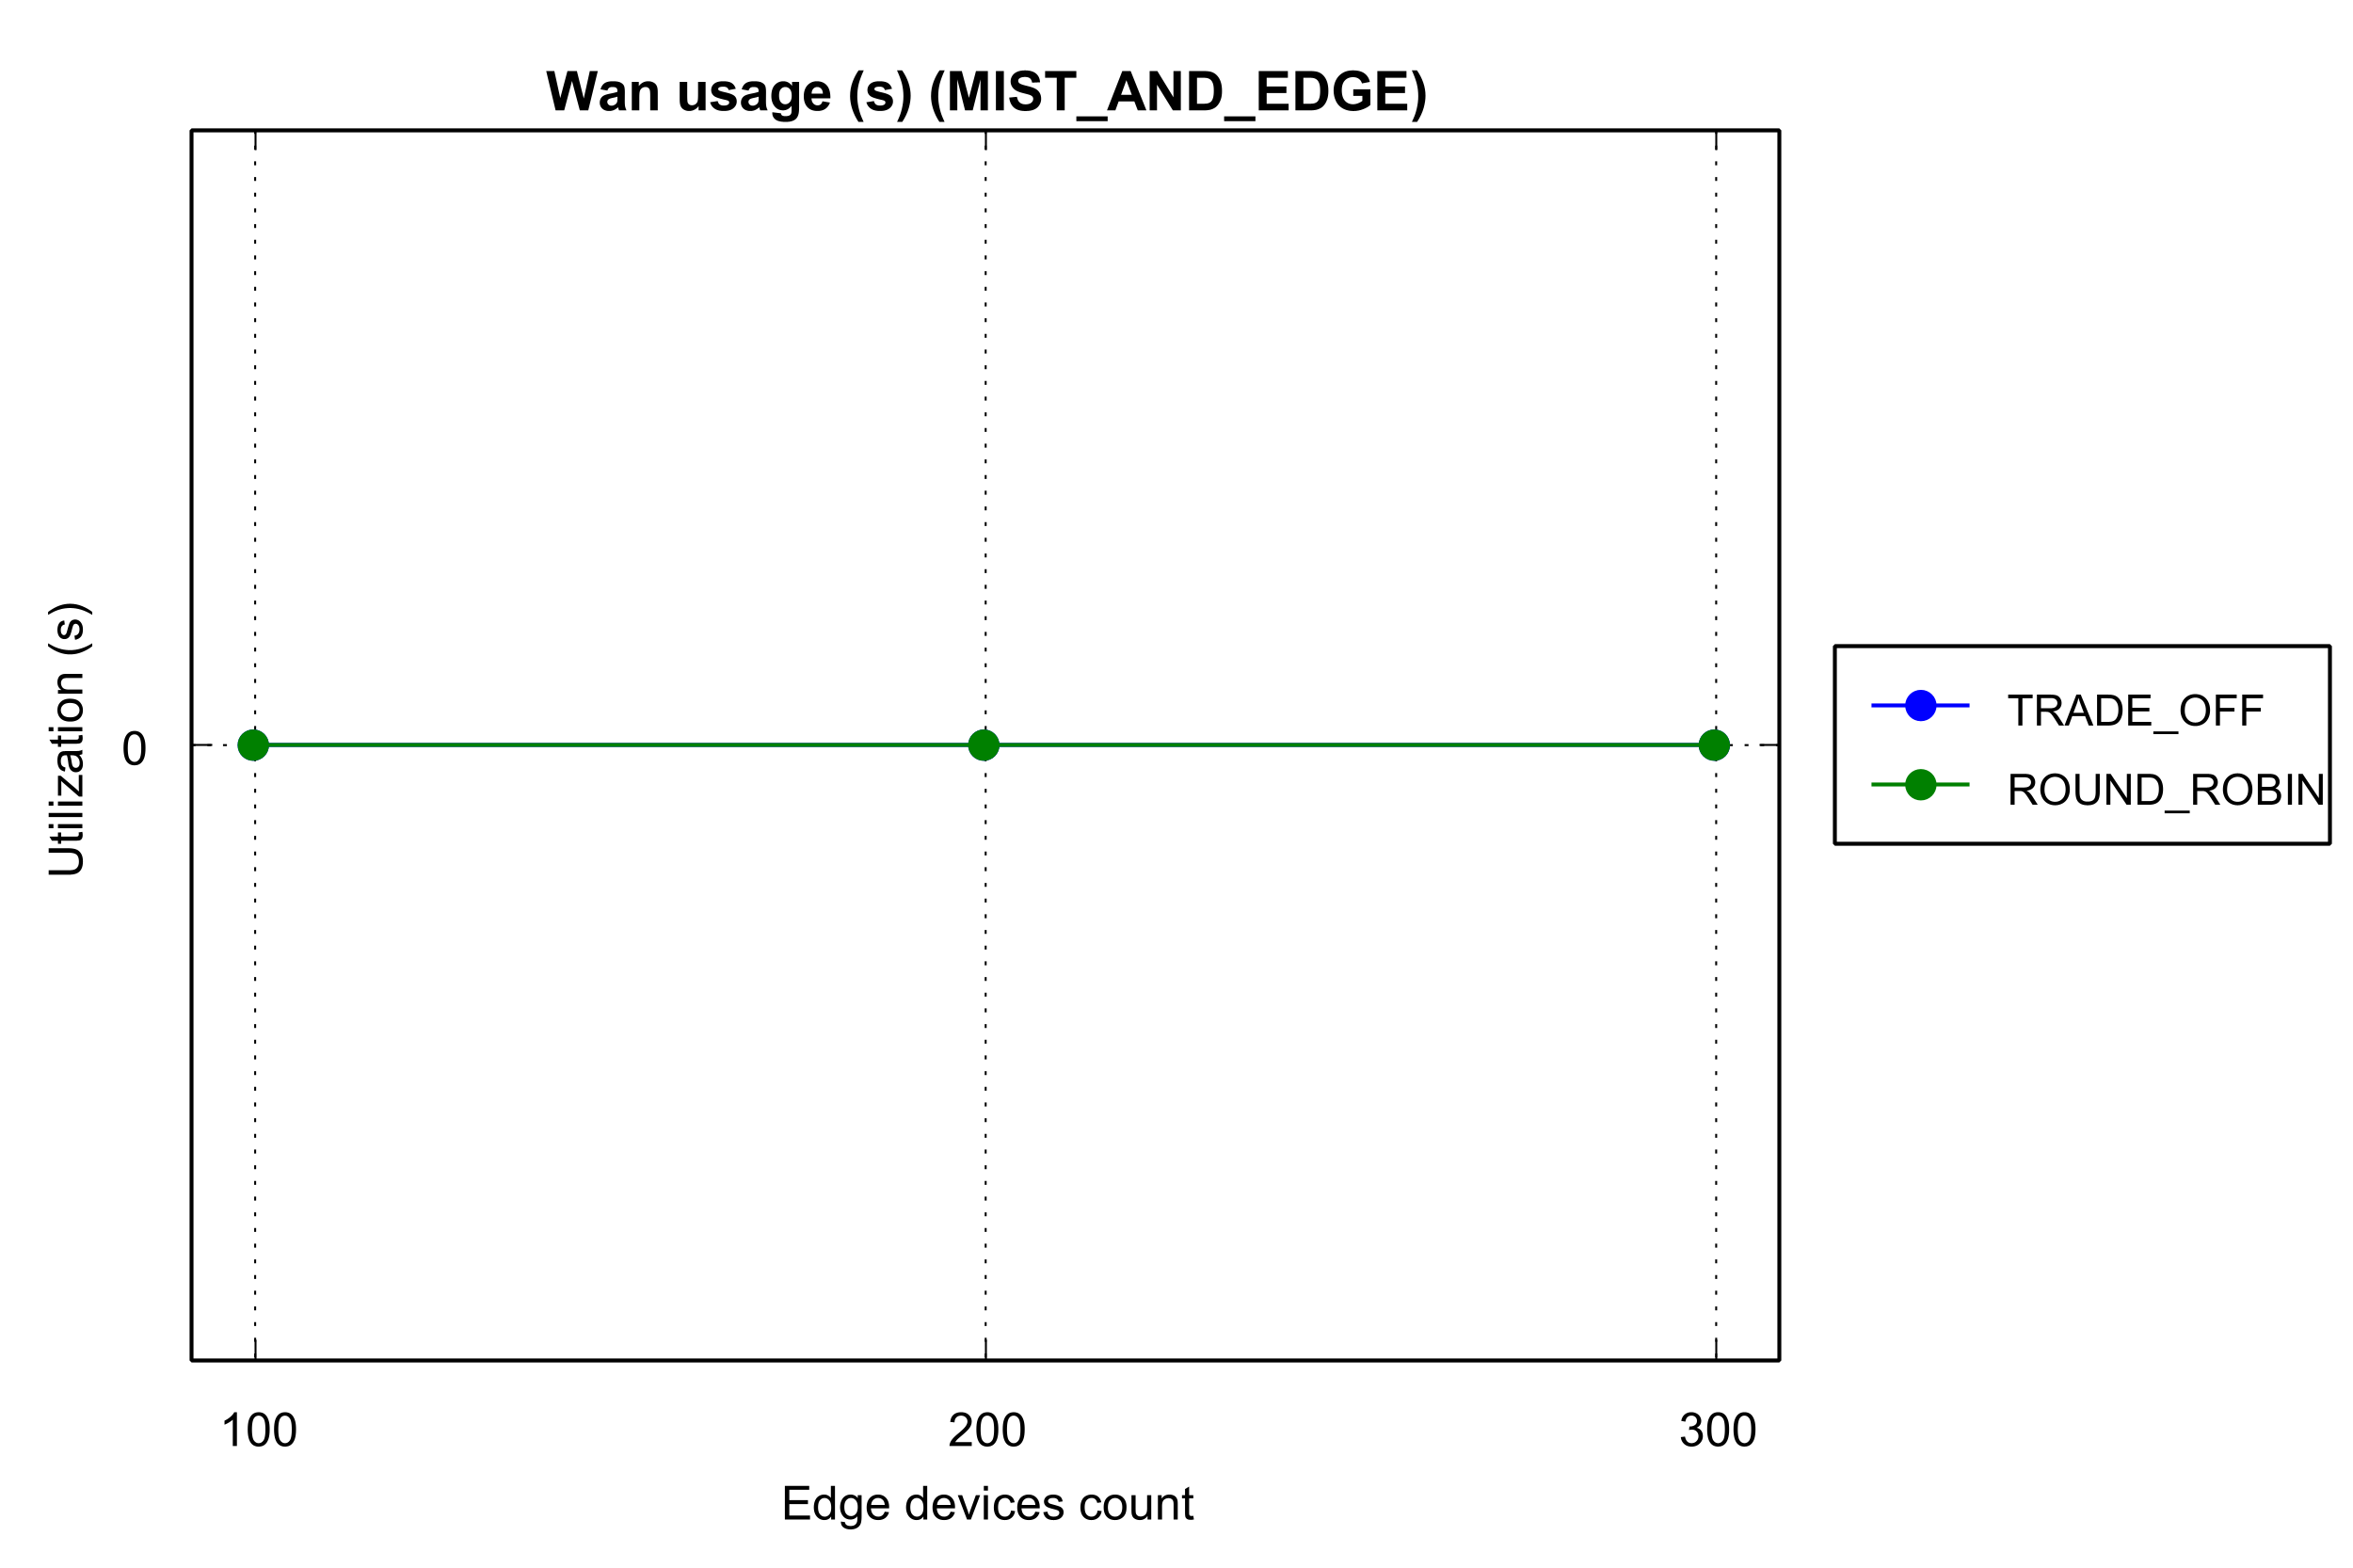 Wan usage (s) (MIST_AND_EDGE)
Utilization (s)
0
TRADE_OFF
ROUND_ROBIN
100
200
300
Edge devices count